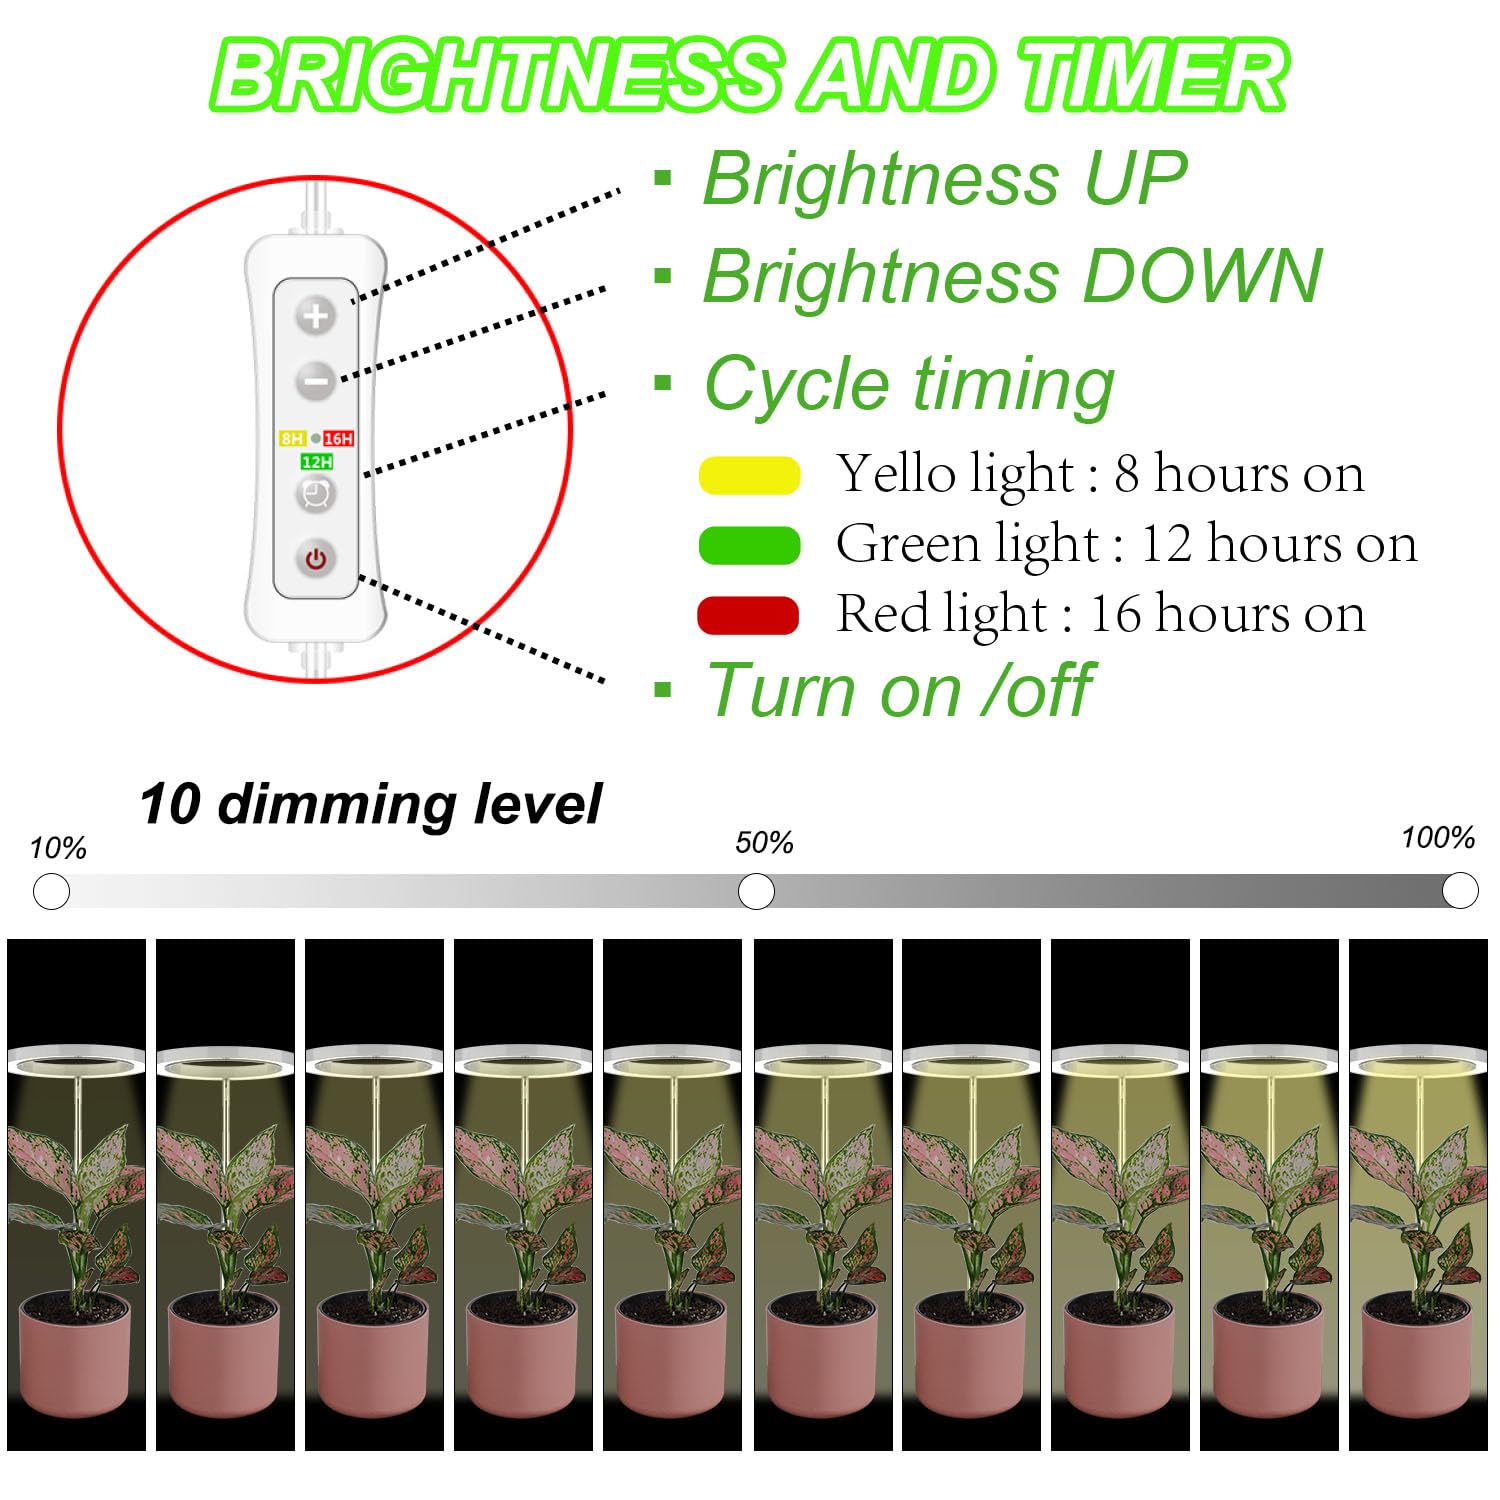 BRIGHTNESS AND TIMER
▪ Brightness UP
▪ Brightness DOWN
▪ Cycle timing
+
−
8H 16H
12H
Yello light : 8 hours on
Green light : 12 hours on
Red light : 16 hours on
▪ Turn on /off
10 dimming level
10% 50% 100%